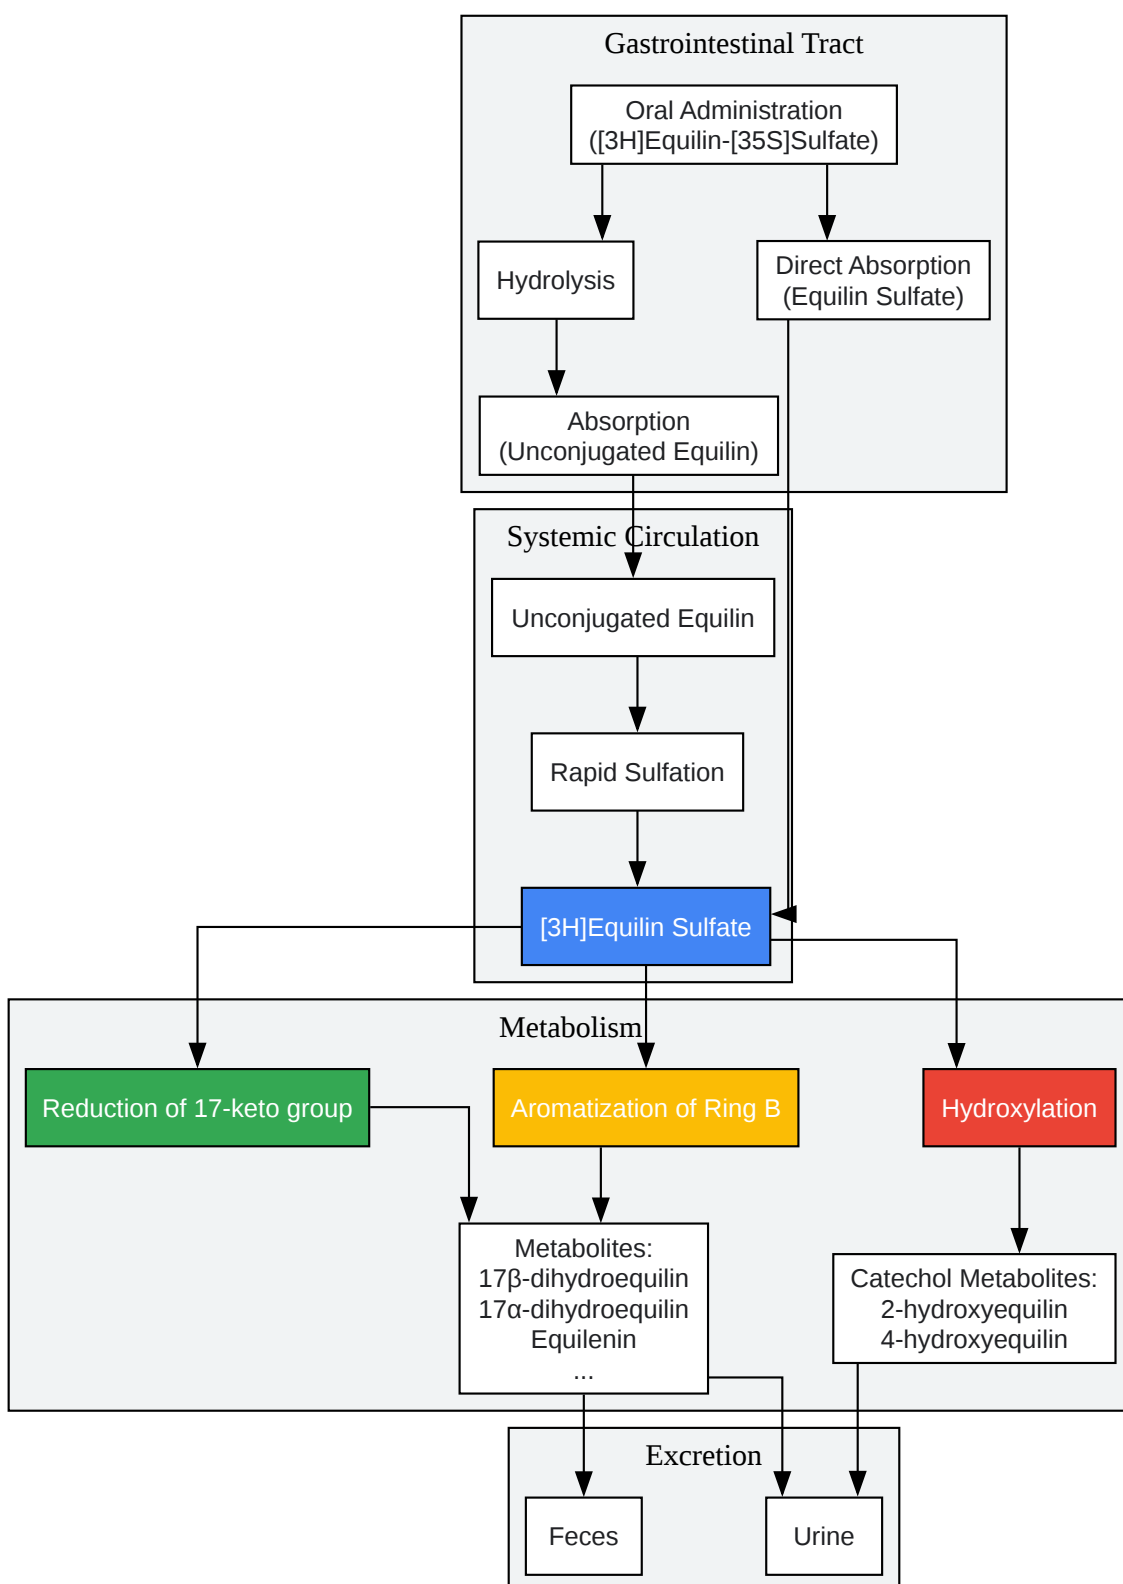 Gastrointestinal Tract
Oral Administration
([3H]Equilin-[35S]Sulfate)
Hydrolysis
Direct Absorption
(Equilin Sulfate)
Absorption
(Unconjugated Equilin)
Systemic Circulation
Unconjugated Equilin
Rapid Sulfation
[3H]Equilin Sulfate
Metabolism
Reduction of 17-keto group
Aromatization of Ring B
Hydroxylation
Metabolites:
17β-dihydroequilin
17α-dihydroequilin
Equilenin
...
Catechol Metabolites:
2-hydroxyequilin
4-hydroxyequilin
Excretion
Feces
Urine